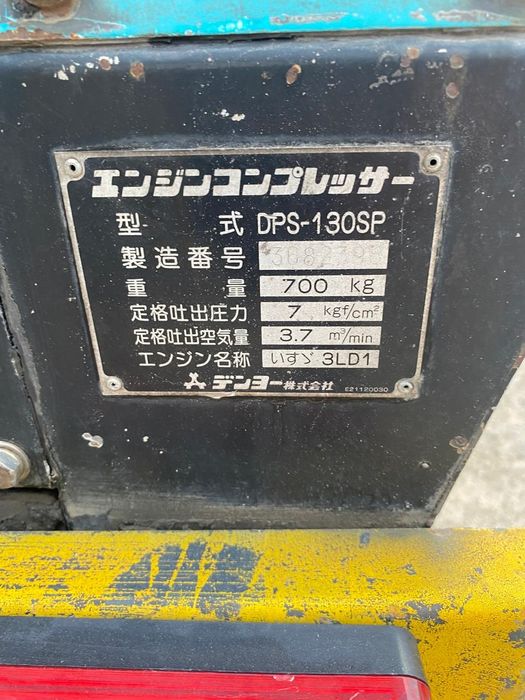 エンジンコンプレッサー
型式 DPS-130SP
製造番号
重量 700 kg
定格吐出圧力 7 kgf/cm²
定格吐出空気量 3.7 m³/min
エンジン名称 いすゞ 3LD1
デンヨー株式会社 E21120030